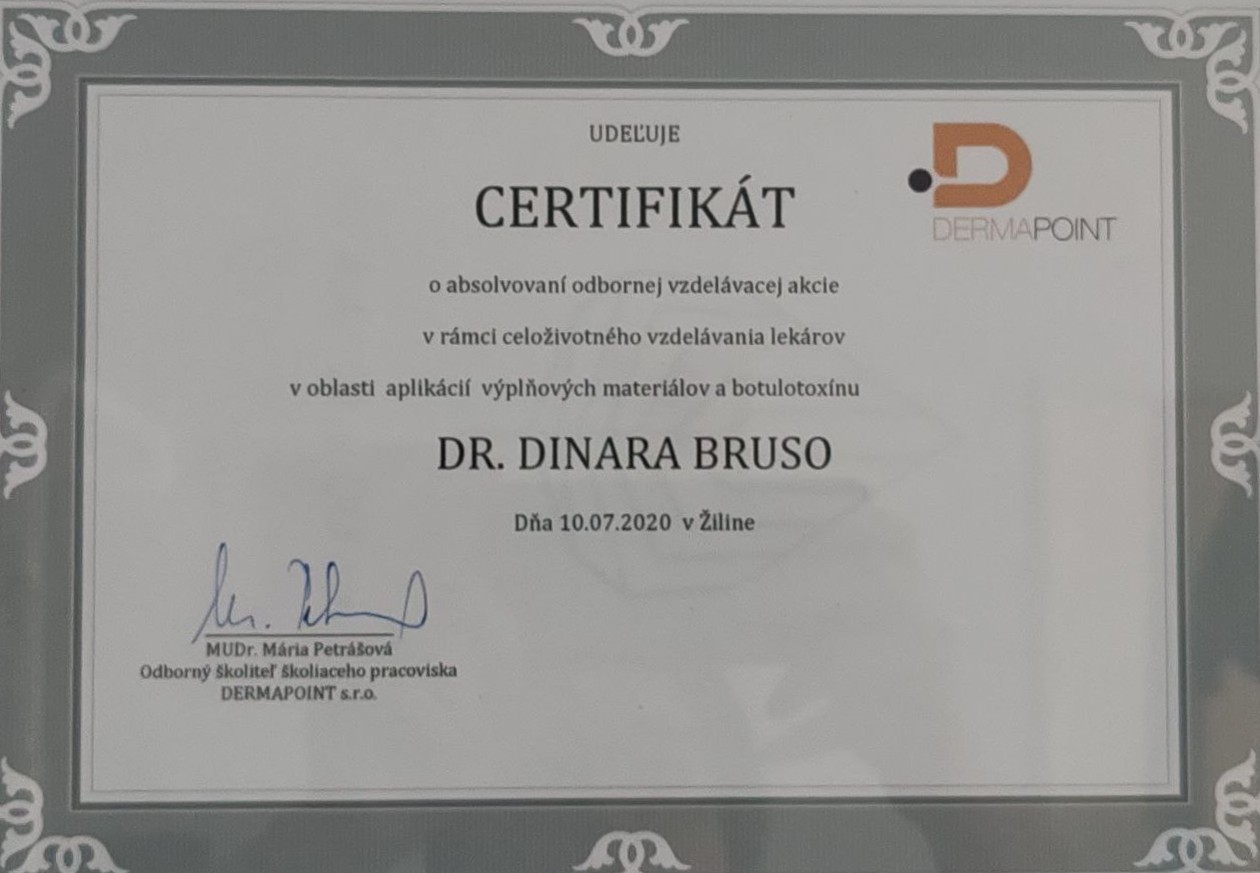 UDEĽUJE
DERMAPOINT
CERTIFIKÁT
o absolvovaní odbornej vzdelávacej akcie
v rámci celoživotného vzdelávania lekárov
v oblasti aplikácií výplňových materiálov a botulotoxínu
DR. DINARA BRUSO
Dňa 10.07.2020 v Žiline
MUDr. Mária Petrášová
Odborný školiteľ školiaceho pracoviska
DERMAPOINT s.r.o.